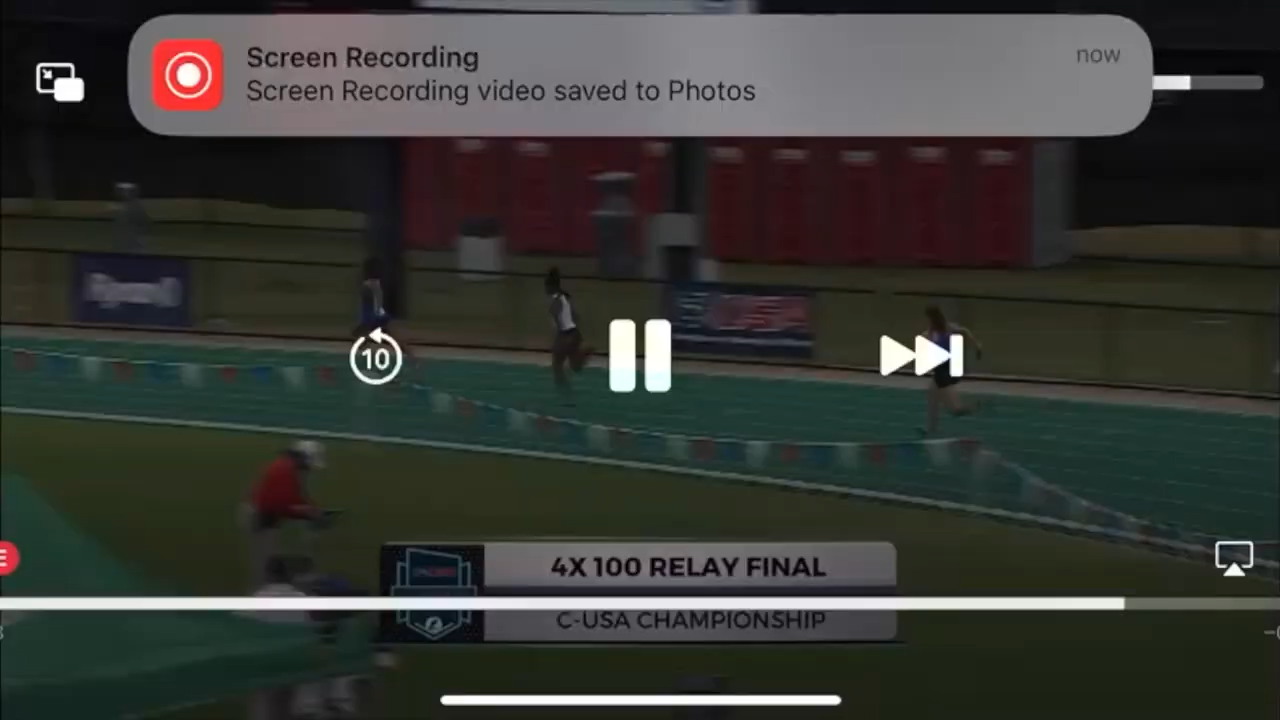 Screen Recording
now
Screen Recording video saved to Photos
10
4X 100 RELAY FINAL
C-USA CHAMPIONSHIP